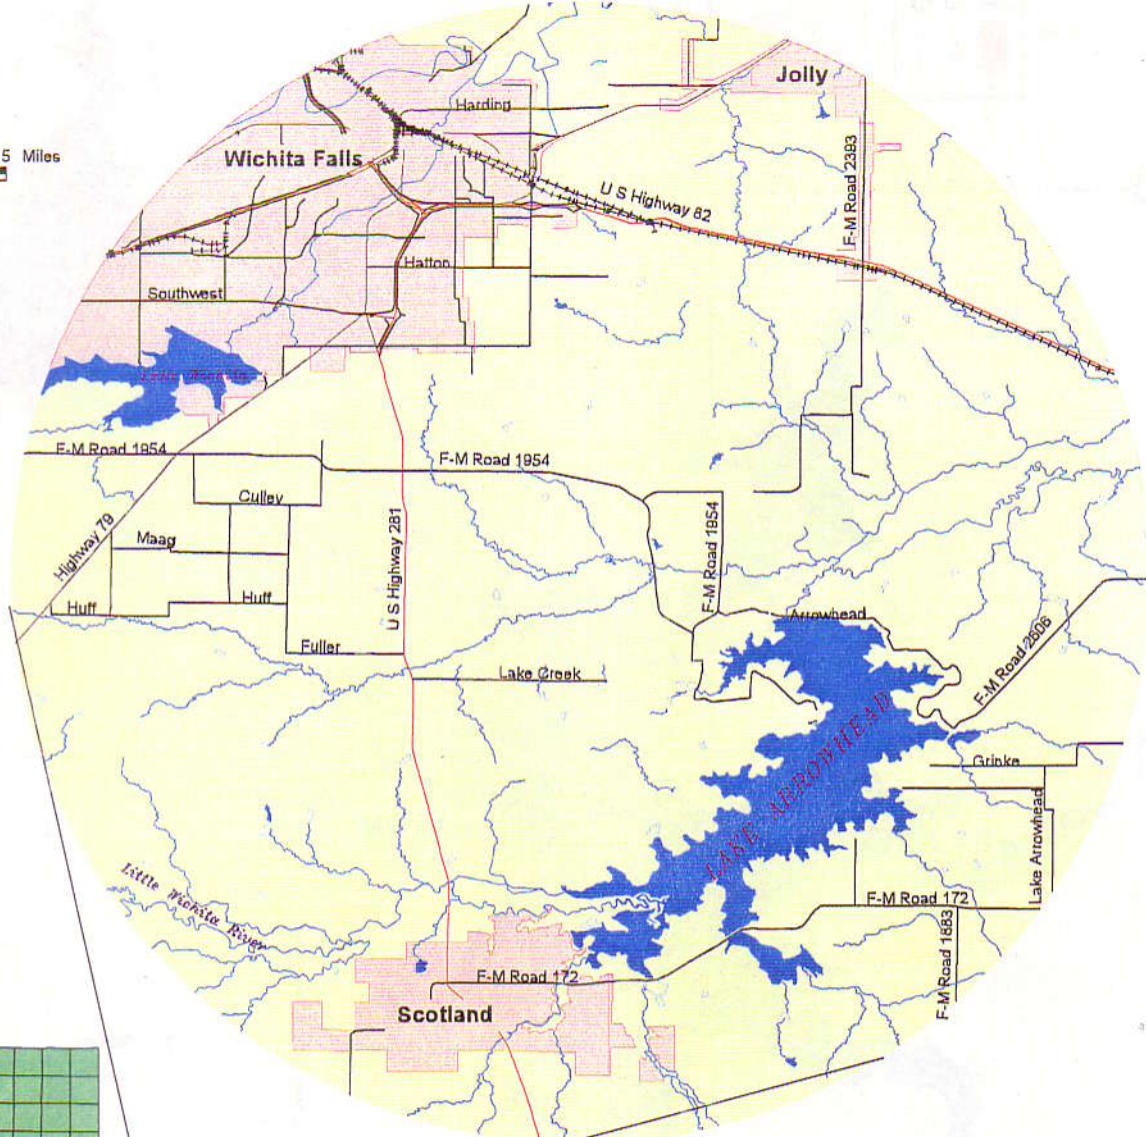 Jolly
Harding
5 Miles
Wichita Falls
F-M Road 2393
U S Highway 82
Hatton
Southwest
Lake Wichita
F-M Road 1954
F-M Road 1954
Culley
Highway 79
Maag
U S Highway 281
F-M Road 1954
Huff
Huff
Arrowhead
Fuller
F-M Road 2606
Lake Creek
LAKE ARROWHEAD
Grinke
Lake Arrowhead
Little Wichita River
F-M Road 172
F-M Road 1883
F-M Road 172
Scotland